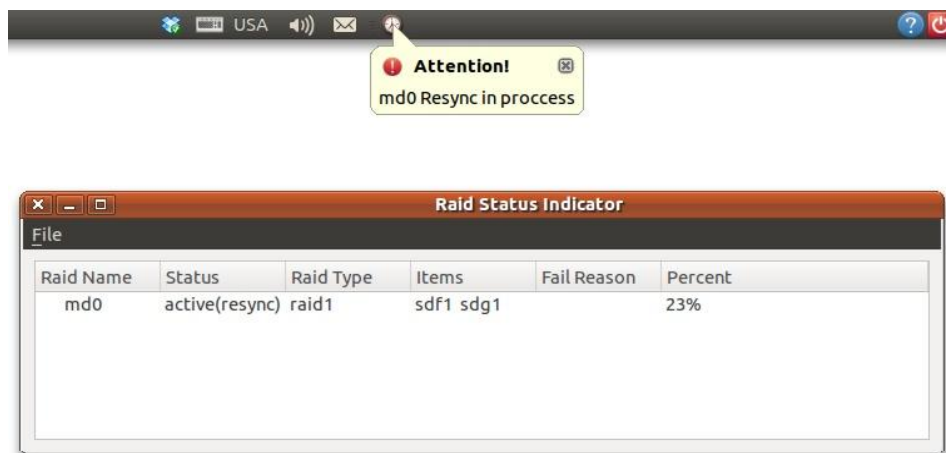 USA
Attention!
md0 Resync in proccess
Raid Status Indicator
File
Raid Name Status Raid Type Items Fail Reason Percent
md0 active(resync) raid1 sdf1 sdg1 23%